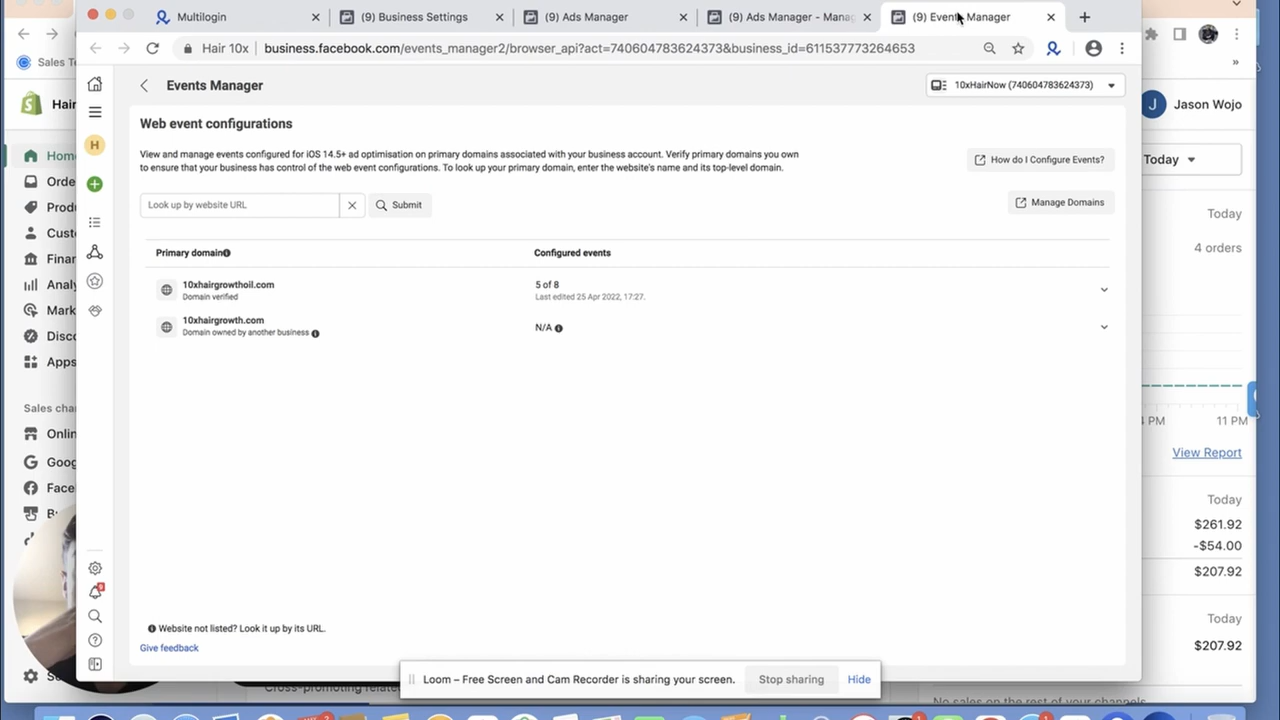 Multilogin
(9) Business Settings
(9) Ads Manager
(9) Ads Manager - Manag
(9) Events Manager
Hair 10x
business.facebook.com/events_manager2/browser_api?act=740604783624373&business_id=611537773264653
Sales
Hair
Jason Wojo
J
H
Events Manager
10xHairNow (740604783624373)
Web event configurations
View and manage events configured for iOS 14.5+ ad optimisation on primary domains associated with your business account. Verify primary domains you own
to ensure that your business has control of the web event configurations. To look up your primary domain, enter the website's name and its top-level domain.
How do I Configure Events?
Look up by website URL
Submit
Manage Domains
Primary domain
Configured events
10xhairgrowthoil.com
Domain verified
5 of 8
Last edited 25 Apr 2022, 17:27.
10xhairgrowth.com
Domain owned by another business
N/A
Website not listed? Look it up by its URL.
Give feedback
Home
Orde
Produ
Custo
Finan
Analy
Mark
Disco
Apps
Sales chan
Onlin
Goog
Face
Today
Today
4 orders
4 PM
11 PM
View Report
Today
$261.92
-$54.00
$207.92
Today
$207.92
Loom – Free Screen and Cam Recorder is sharing your screen.
Stop sharing
Hide
Cross-promoting relate
No sales on the rest of your channels